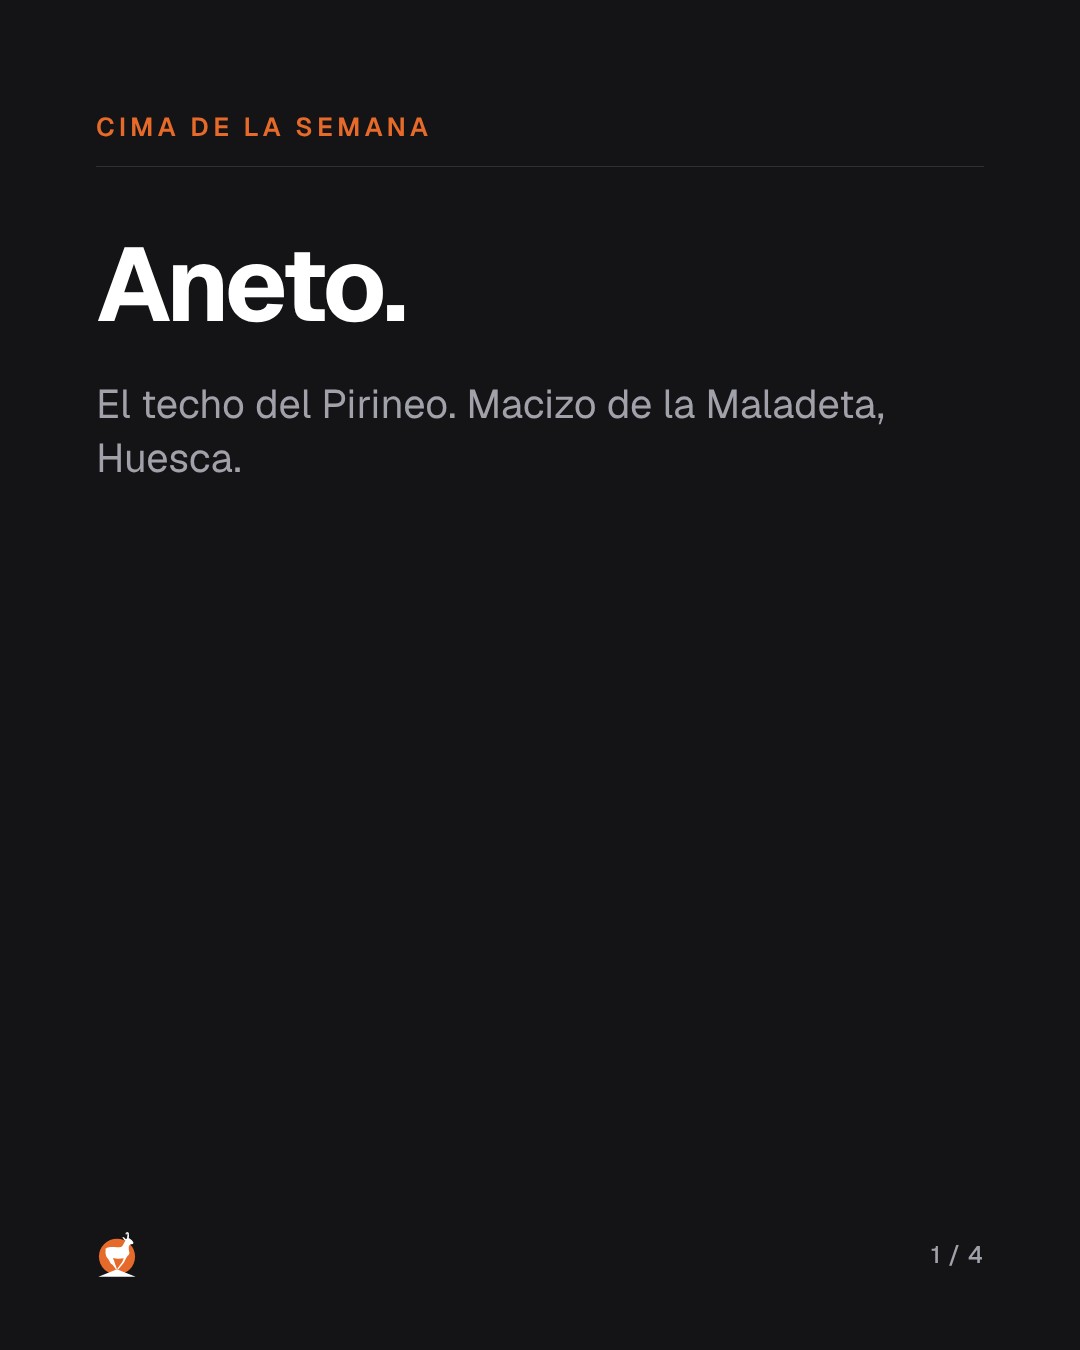 CIMA DE LA SEMANA
Aneto.
El techo del Pirineo. Macizo de la Maladeta,
Huesca.
1 / 4